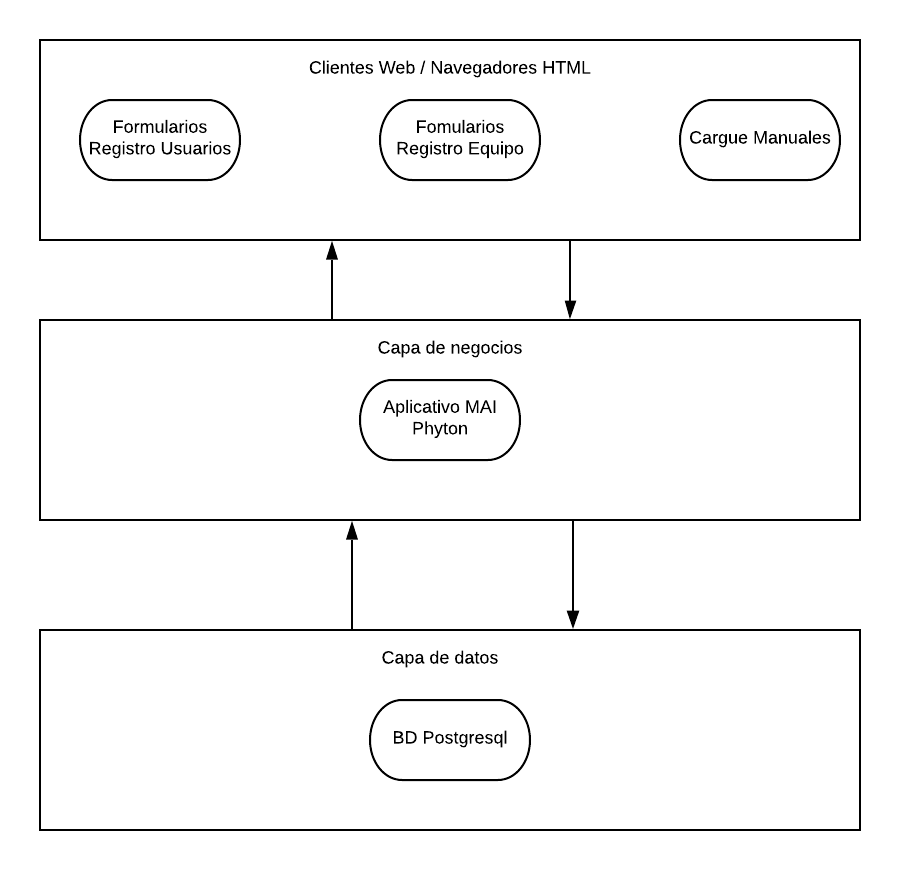 Clientes Web / Navegadores HTML
Formularios
Registro Usuarios
Fomularios
Registro Equipo
Cargue Manuales
Capa de negocios
Aplicativo MAI
Phyton
Capa de datos
BD Postgresql